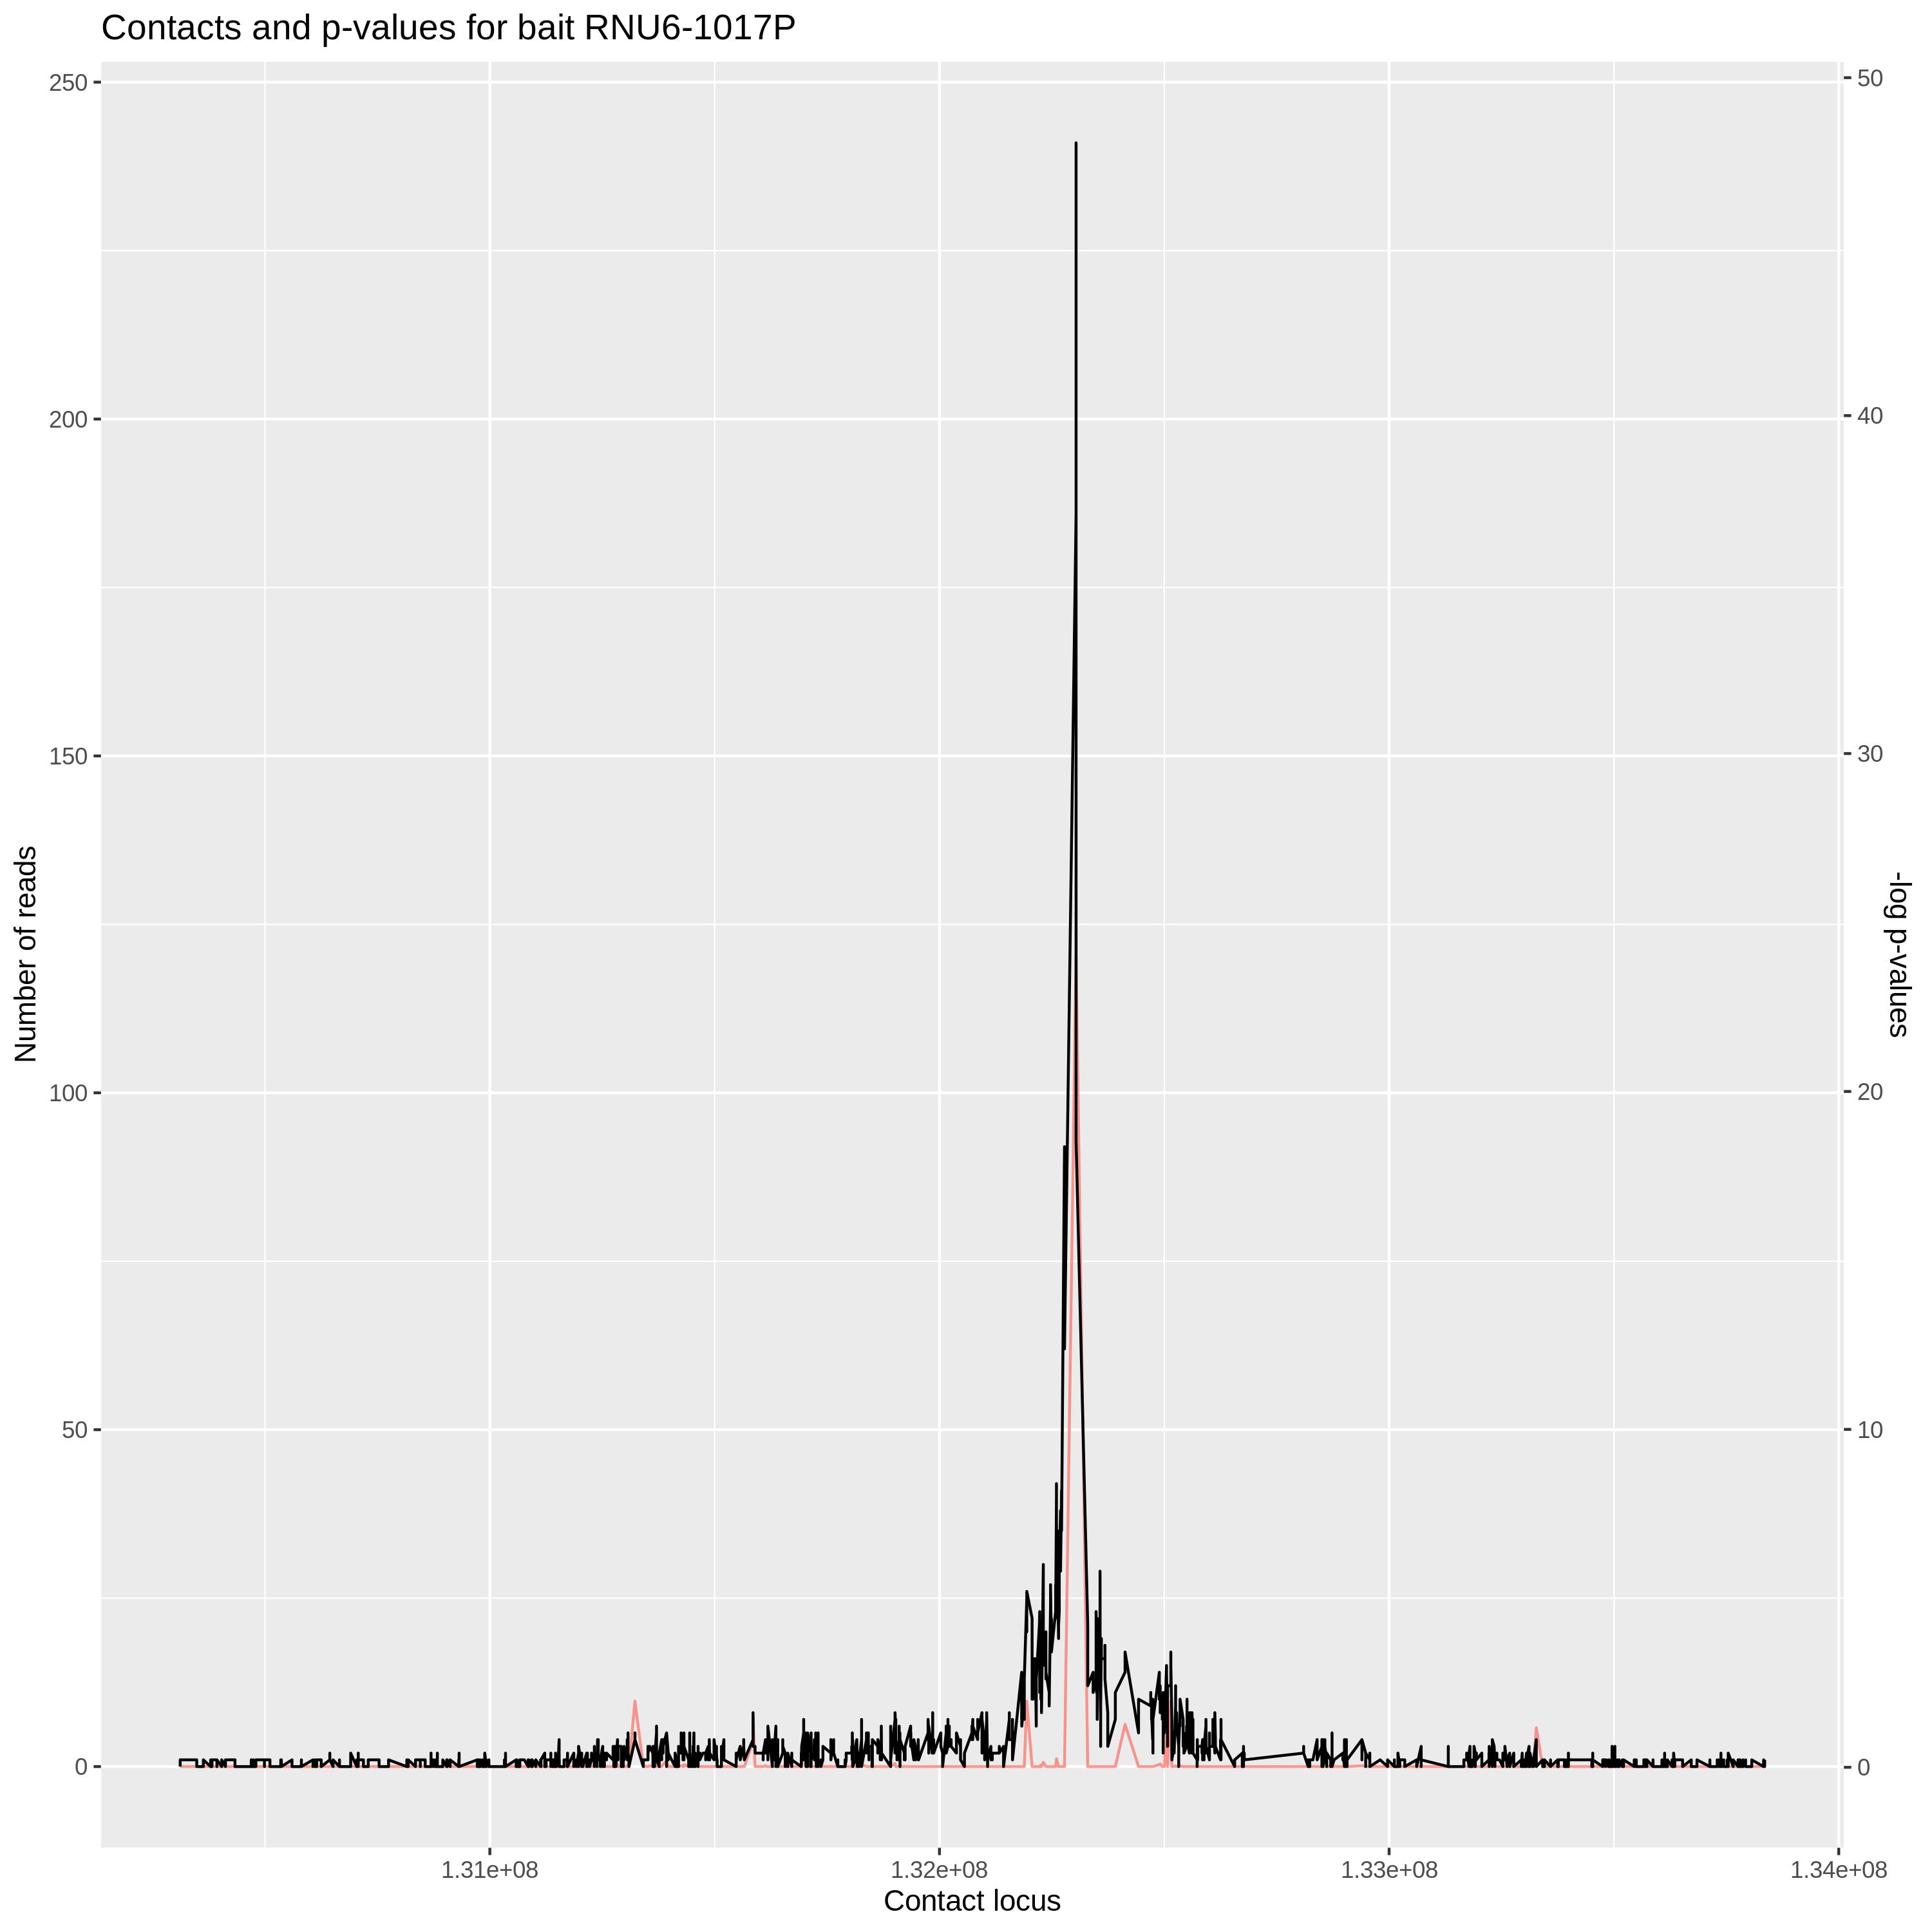 Contacts and p-values for bait RNU6-1017P
250
200
150
100
50
0
50
40
30
20
10
0
Number of reads
-log p-values
1.31e+08
1.32e+08
1.33e+08
1.34e+08
Contact locus